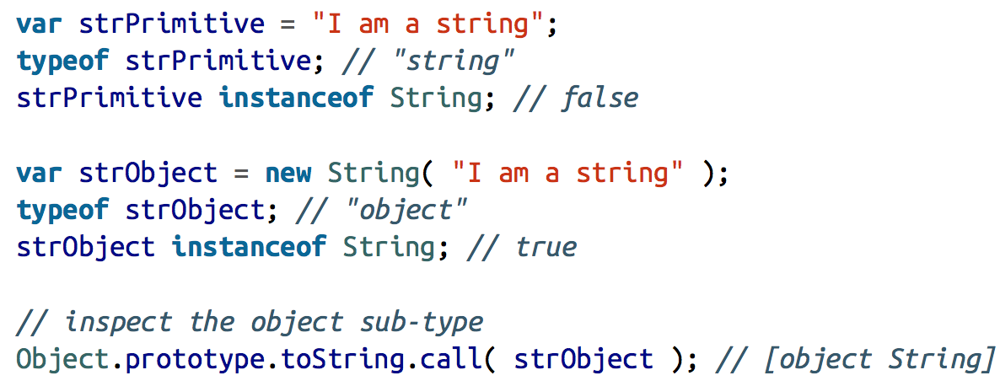 var strPrimitive = "I am a string";
typeof strPrimitive; // "string"
strPrimitive instanceof String; // false
var strObject = new String( "I am a string" );
typeof strObject; // "object"
strObject instanceof String; // true
// inspect the object sub-type
Object.prototype.toString.call( strObject ); // [object String]